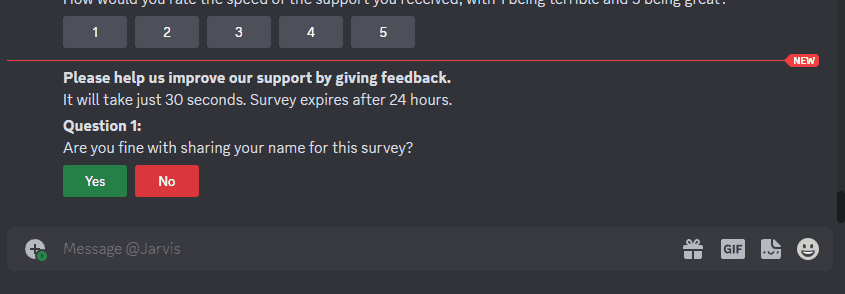 How would you rate the speed of the support you received, with 1 being terrible and 5 being great?
1 2 3 4 5
NEW
Please help us improve our support by giving feedback.
It will take just 30 seconds. Survey expires after 24 hours.
Question 1:
Are you fine with sharing your name for this survey?
Yes No
Message @Jarvis
GIF